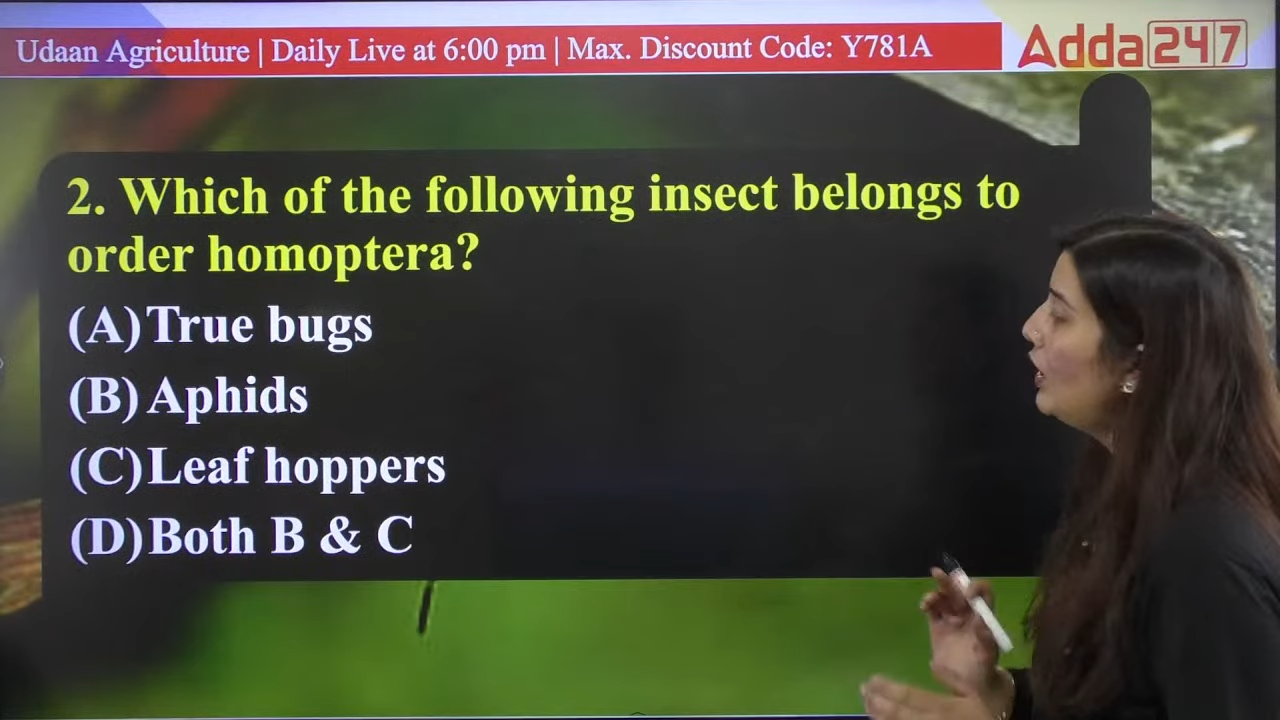 Udaan Agriculture | Daily Live at 6:00 pm | Max. Discount Code: Y781A
Adda247
2. Which of the following insect belongs to
order homoptera?
(A) True bugs
(B) Aphids
(C) Leaf hoppers
(D) Both B & C